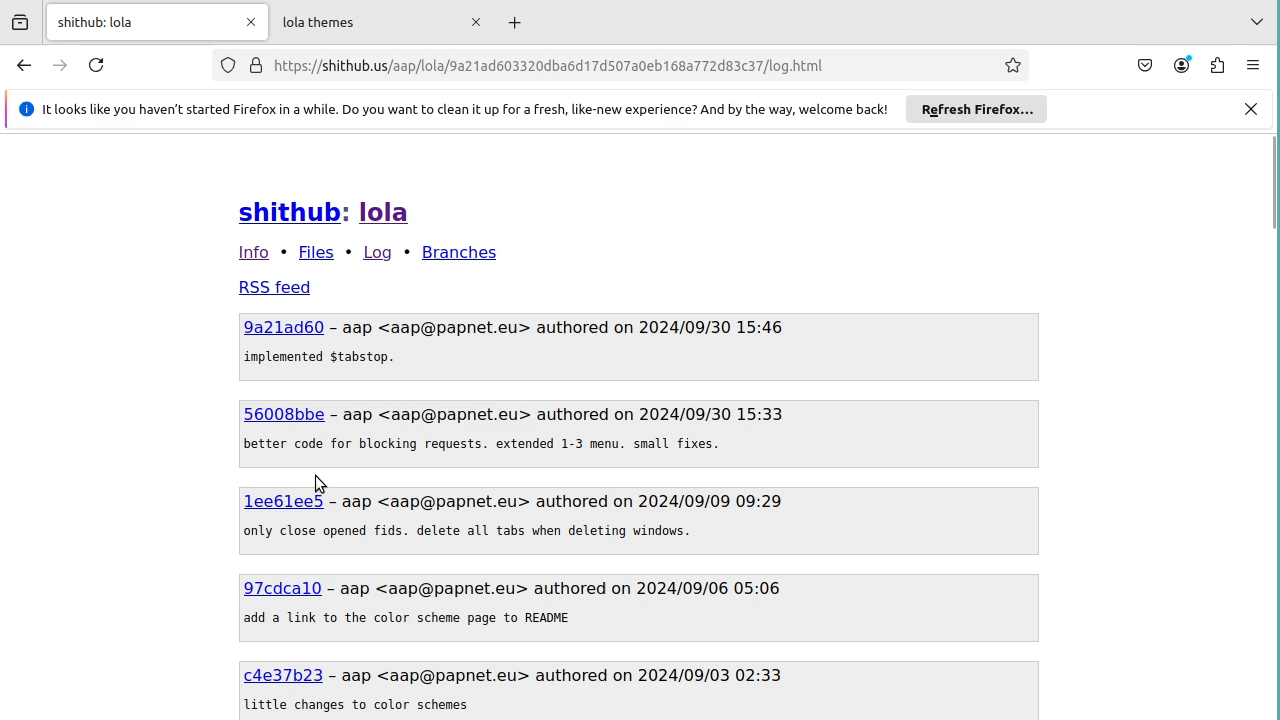 shithub: lola
lola themes
https://shithub.us/aap/lola/9a21ad603320dba6d17d507a0eb168a772d83c37/log.html
It looks like you haven’t started Firefox in a while. Do you want to clean it up for a fresh, like-new experience? And by the way, welcome back!
Refresh Firefox…
shithub: lola
Info • Files • Log • Branches
RSS feed
9a21ad60 – aap <aap@papnet.eu> authored on 2024/09/30 15:46
implemented $tabstop.
56008bbe – aap <aap@papnet.eu> authored on 2024/09/30 15:33
better code for blocking requests. extended 1-3 menu. small fixes.
1ee61ee5 – aap <aap@papnet.eu> authored on 2024/09/09 09:29
only close opened fids. delete all tabs when deleting windows.
97cdca10 – aap <aap@papnet.eu> authored on 2024/09/06 05:06
add a link to the color scheme page to README
c4e37b23 – aap <aap@papnet.eu> authored on 2024/09/03 02:33
little changes to color schemes